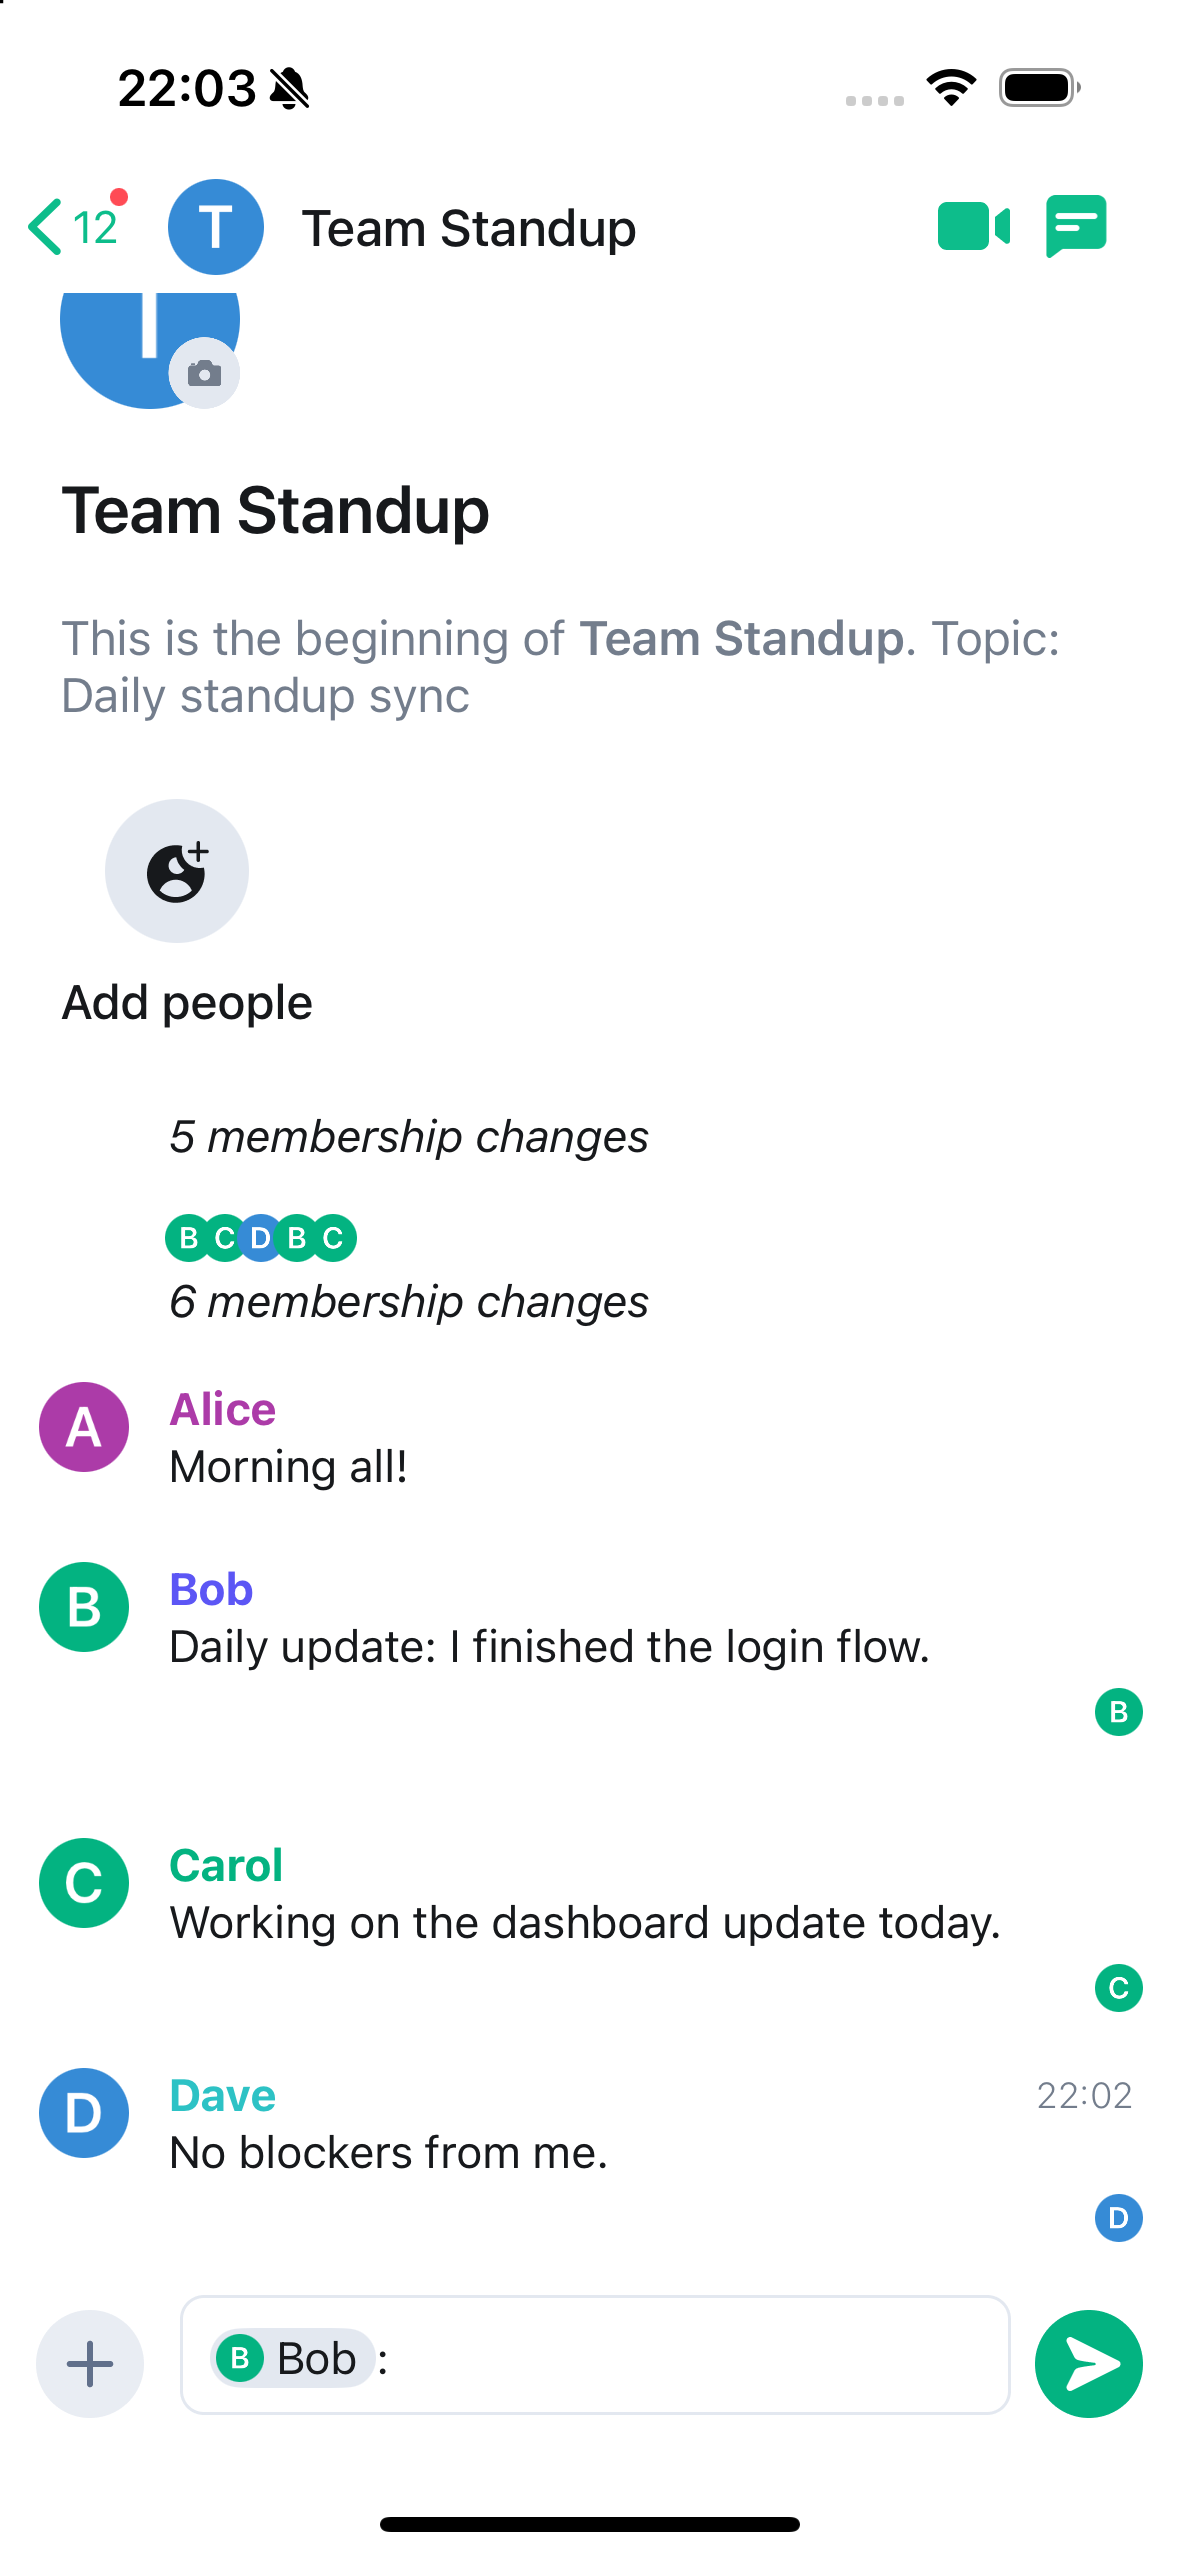 22:03
12
T
Team Standup
Team Standup
This is the beginning of Team Standup. Topic:
Daily standup sync
Add people
5 membership changes
B C D B C
6 membership changes
A
Alice
Morning all!
B
Bob
Daily update: I finished the login flow.
B
C
Carol
Working on the dashboard update today.
C
D
Dave
22:02
No blockers from me.
D
B Bob: